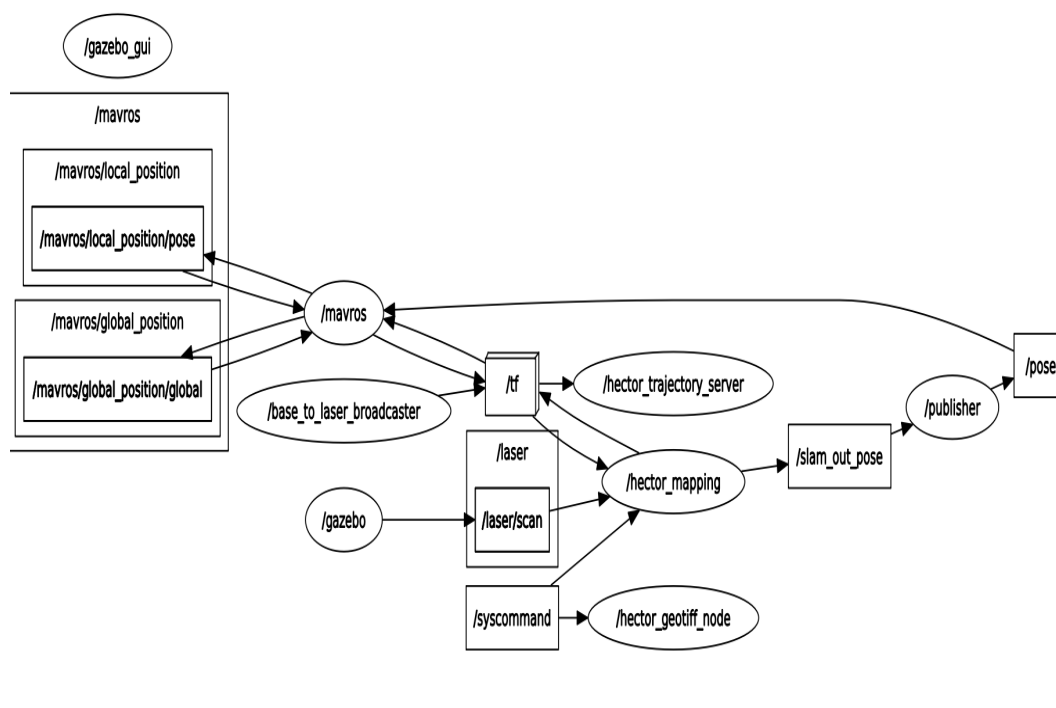 /gazebo_gui
/mavros
/mavros/local_position
/mavros/local_position/pose
/mavros/global_position
/mavros/global_position/global
/mavros
/base_to_laser_broadcaster
/tf
/hector_trajectory_server
/laser
/laser/scan
/gazebo
/hector_mapping
/slam_out_pose
/publisher
/pose
/syscommand
/hector_geotiff_node